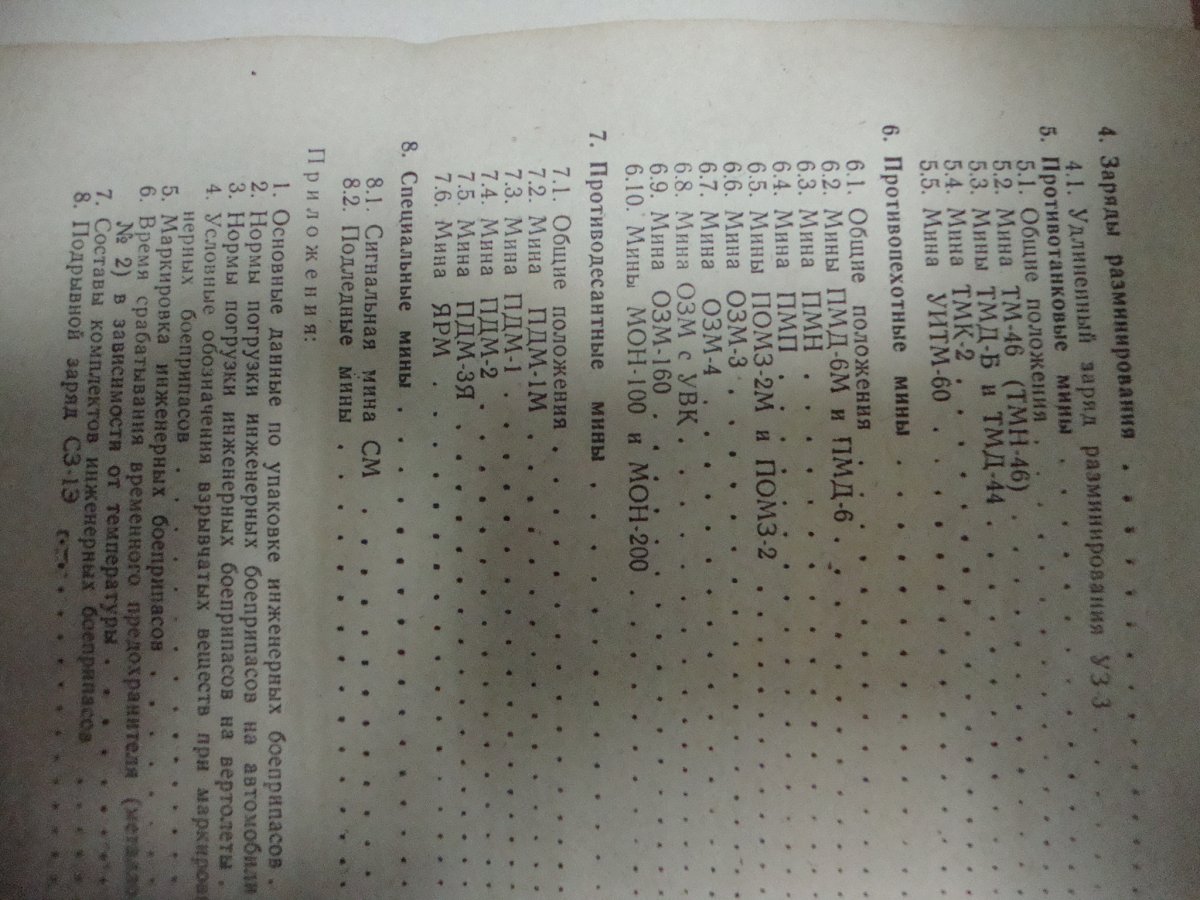 4. Заряды разминирования . . . . . . . . . . .
4.1. Удлиненный заряд разминирования УЗ-3 . . . . . .
5. Противотанковые мины . . . . . . . . . . .
5.1. Общие положения . . . . . . . . . . .
5.2. Мина ТМ-46 (ТМН-46) . . . . . . . . . .
5.3. Мины ТМД-Б и ТМД-44 . . . . . . . . . .
5.4. Мина ТМК-2 . . . . . . . . . . . .
5.5. Мина УИТМ-60 . . . . . . . . . . .
6. Противопехотные мины . . . . . . . . . . .
6.1. Общие положения . . . . . . . . . . .
6.2. Мины ПМД-6М и ПМД-6 . . . . . . . . . .
6.3. Мина ПМН . . . . . . . . . . . .
6.4. Мина ПМП . . . . . . . . . . . .
6.5. Мины ПОМЗ-2М и ПОМЗ-2 . . . . . . . . .
6.6. Мина ОЗМ-3 . . . . . . . . . . . .
6.7. Мина ОЗМ-4 . . . . . . . . . . . .
6.8. Мина ОЗМ с УВК . . . . . . . . . . .
6.9. Мина ОЗМ-160 . . . . . . . . . . .
6.10. Мины МОН-100 и МОН-200 . . . . . . . . .
7. Противодесантные мины . . . . . . . . . . .
7.1. Общие положения . . . . . . . . . . .
7.2. Мина ПДМ-1М . . . . . . . . . . . .
7.3. Мина ПДМ-1 . . . . . . . . . . . .
7.4. Мина ПДМ-2 . . . . . . . . . . . .
7.5. Мина ПДМ-3Я . . . . . . . . . . . .
7.6. Мина ЯРМ . . . . . . . . . . . .
8. Специальные мины . . . . . . . . . . . .
8.1. Сигнальная мина СМ . . . . . . . . . .
8.2. Подледные мины . . . . . . . . . . .
Приложения:
1. Основные данные по упаковке инженерных боеприпасов .
2. Нормы погрузки инженерных боеприпасов на автомобили
3. Нормы погрузки инженерных боеприпасов на вертолеты .
4. Условные обозначения взрывчатых веществ при маркиров
нерных боеприпасов . . . . . . . . . .
5. Маркировка инженерных боеприпасов . . . . . . .
6. Время срабатывания временного предохранителя (металло
№ 2) в зависимости от температуры . . . . . . .
7. Составы комплектов инженерных боеприпасов . . . . .
8. Подрывной заряд СЗ-1Э . . . . . . . . . .